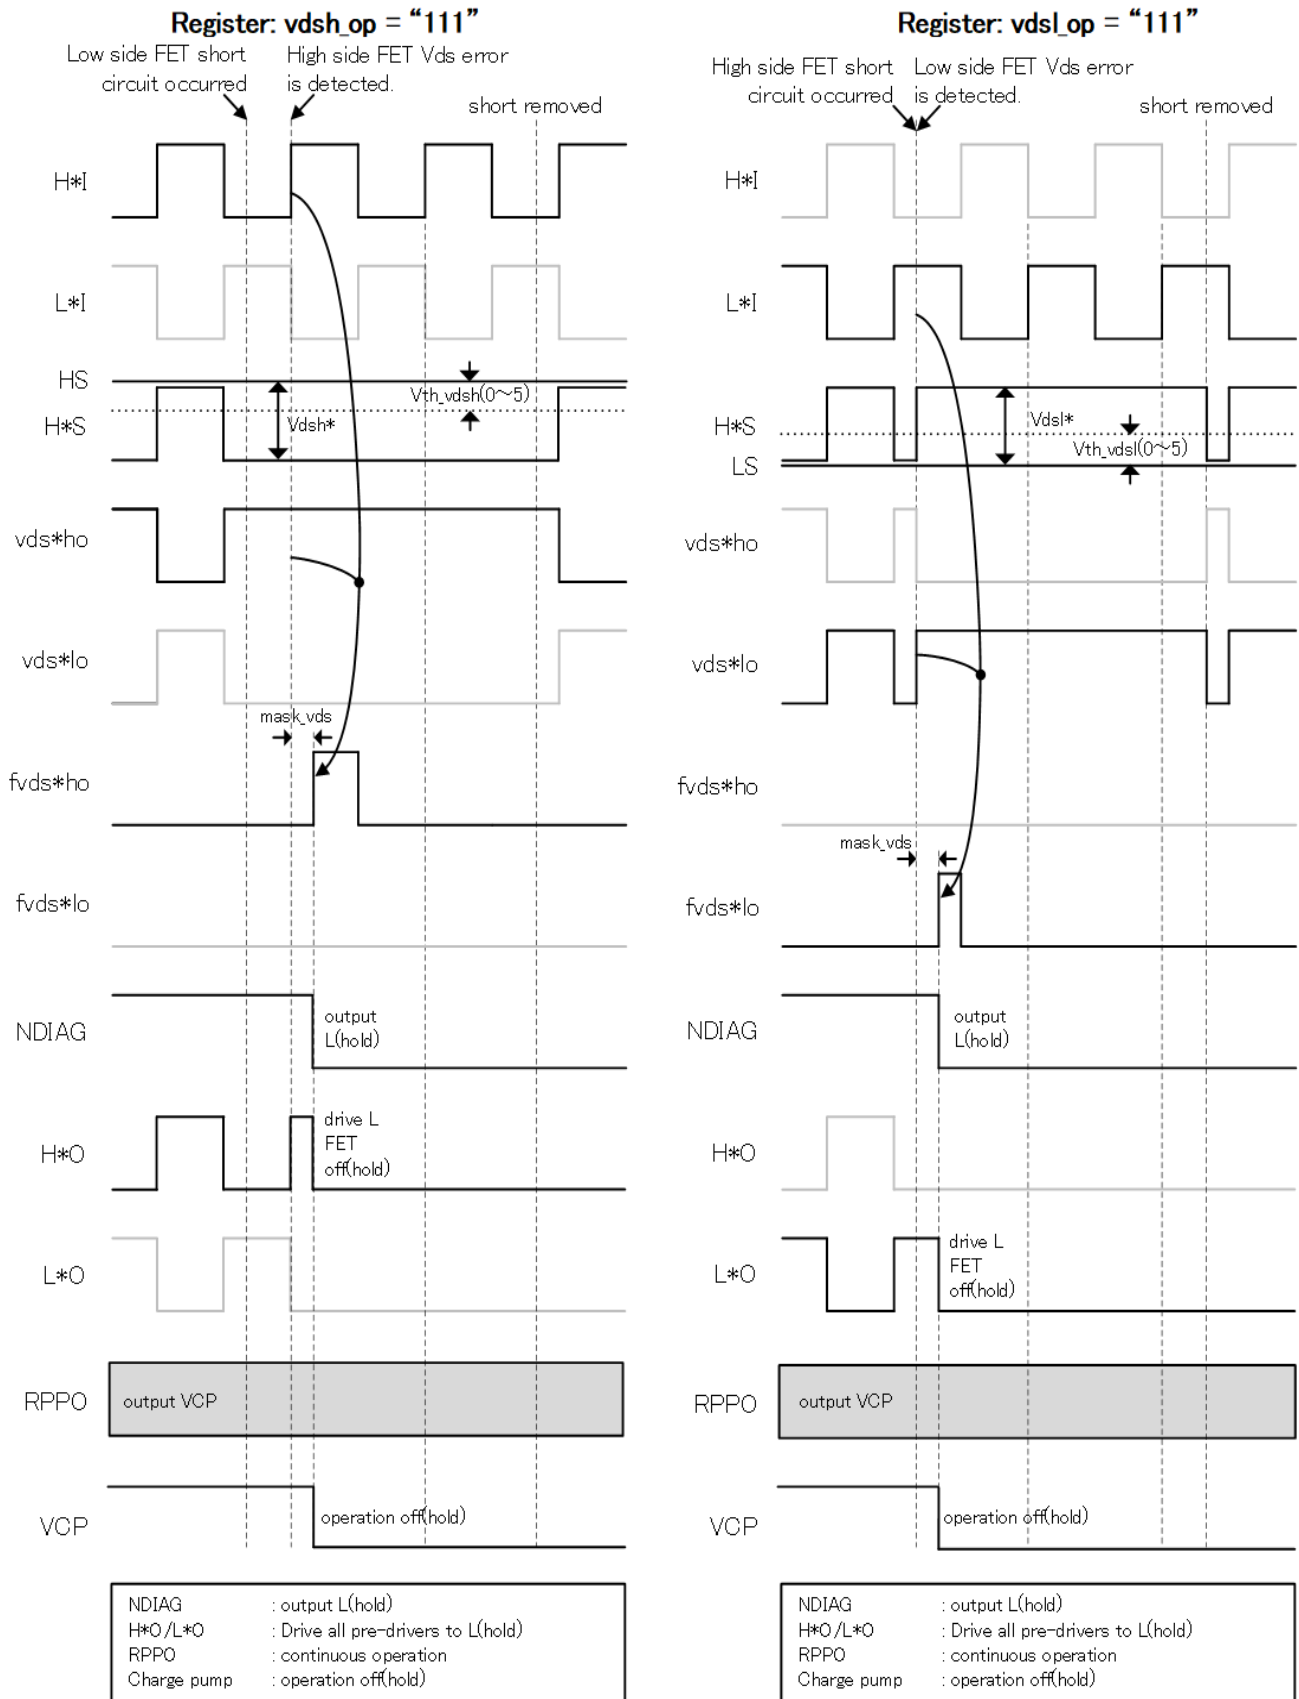 Register: vdsh_op = “111”
Low side FET short
circuit occurred
High side FET Vds error
is detected.
short removed
H*I
L*I
HS
Vth_vdsh(0～5)
H*S
Vdsh*
vds*ho
vds*lo
mask_vds
fvds*ho
fvds*lo
NDIAG
output
L(hold)
H*O
drive L
FET
off(hold)
L*O
RPPO
output VCP
VCP
operation off(hold)
NDIAG : output L(hold)
H*O/L*O : Drive all pre-drivers to L(hold)
RPPO : continuous operation
Charge pump : operation off(hold)
Register: vdsl_op = “111”
High side FET short
circuit occurred
Low side FET Vds error
is detected.
short removed
H*I
L*I
H*S
Vdsl*
Vth_vdsl(0～5)
LS
vds*ho
vds*lo
fvds*ho
mask_vds
fvds*lo
NDIAG
output
L(hold)
H*O
L*O
drive L
FET
off(hold)
RPPO
output VCP
VCP
operation off(hold)
NDIAG : output L(hold)
H*O/L*O : Drive all pre-drivers to L(hold)
RPPO : continuous operation
Charge pump : operation off(hold)